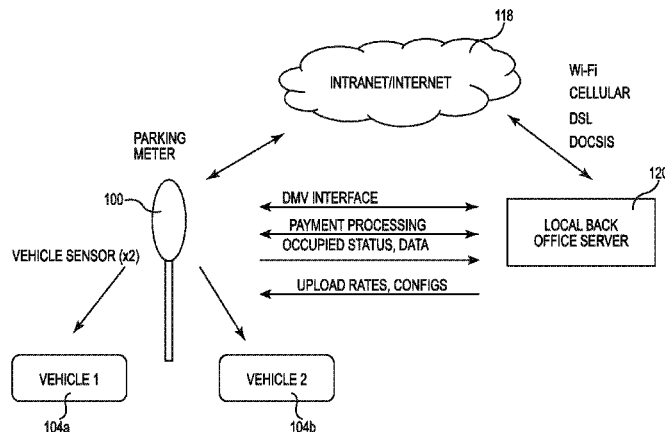 118
INTRANET/INTERNET
Wi-Fi
CELLULAR
DSL
DOCSIS
PARKING
METER
100
DMV INTERFACE
PAYMENT PROCESSING
OCCUPIED STATUS, DATA
UPLOAD RATES, CONFIGS
120
LOCAL BACK
OFFICE SERVER
VEHICLE SENSOR (x2)
VEHICLE 1
VEHICLE 2
104a
104b